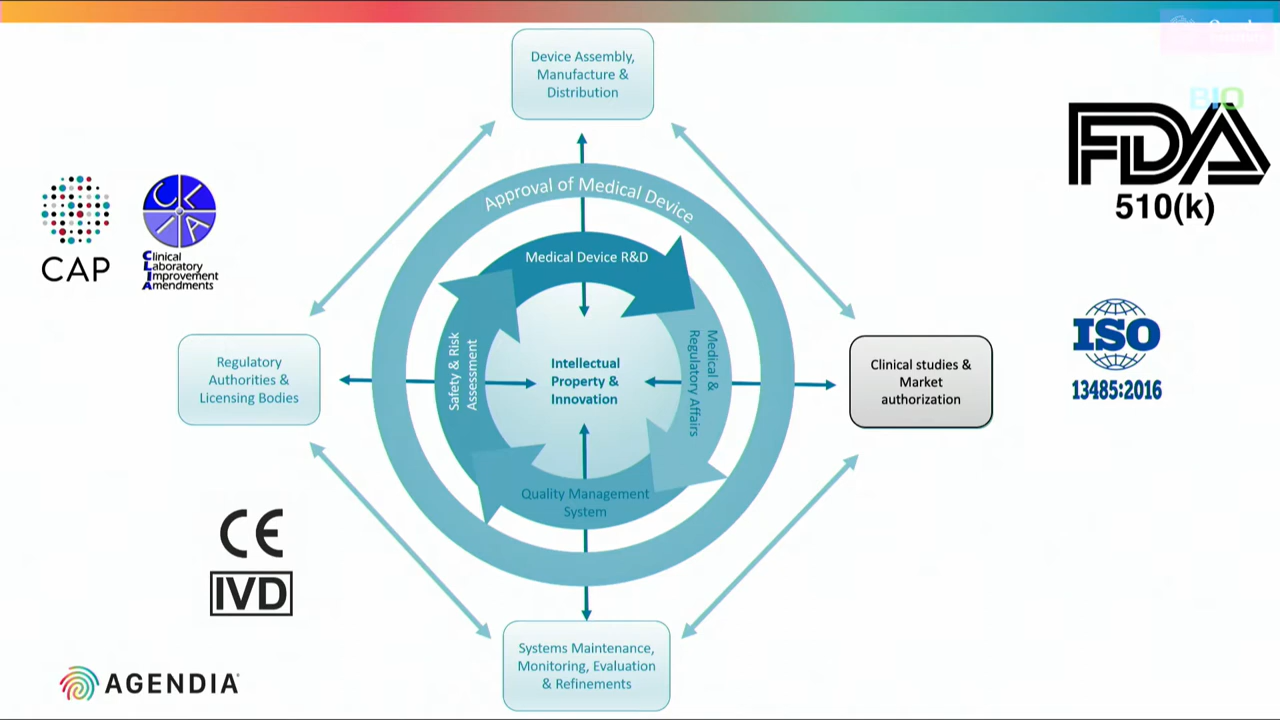 Device Assembly,
Manufacture &
Distribution
BIO
FDA
510(k)
CAP
CLIA
Clinical
Laboratory
Improvement
Amendments
Approval of Medical Device
Medical Device R&D
Safety & Risk
Assessment
Intellectual
Property &
Innovation
Medical &
Regulatory Affairs
Quality Management
System
Regulatory
Authorities &
Licensing Bodies
Clinical studies &
Market
authorization
ISO
13485:2016
CE
IVD
Systems Maintenance,
Monitoring, Evaluation
& Refinements
AGENDIA